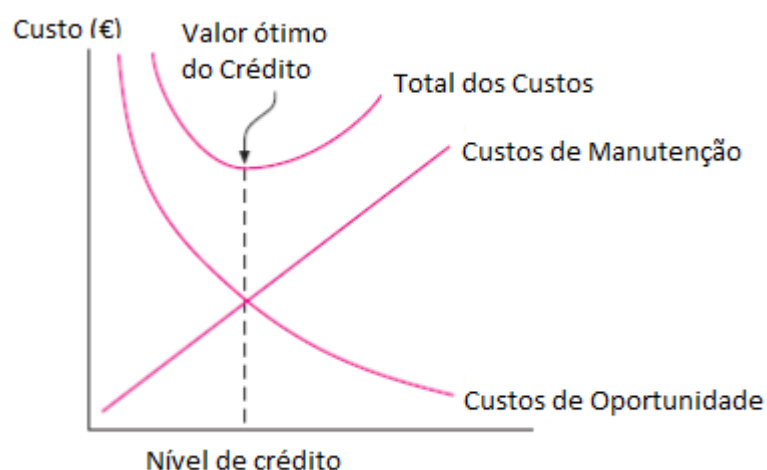 Custo (€)
Valor ótimo
do Crédito
Total dos Custos
Custos de Manutenção
Custos de Oportunidade
Nível de crédito